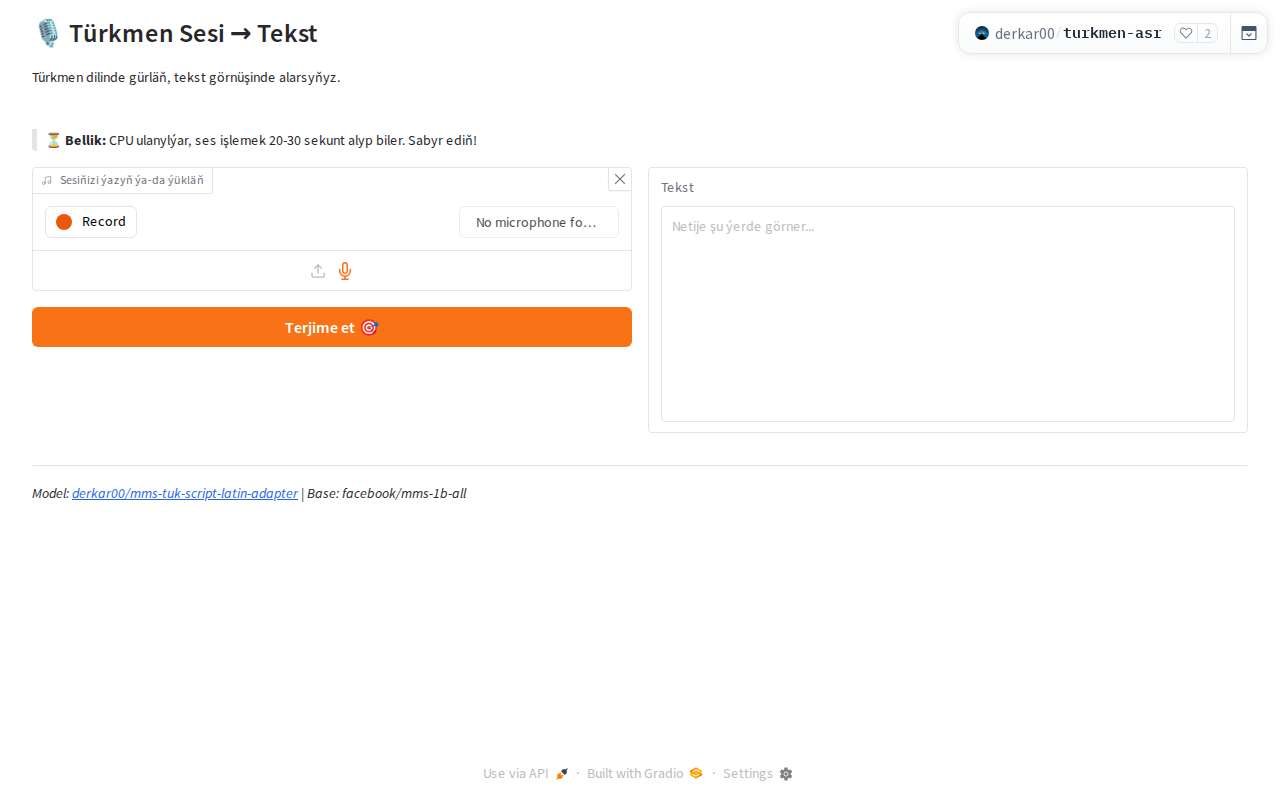 Türkmen Sesi → Tekst
derkar00/turkmen-asr
2
Türkmen dilinde gürläň, tekst görnüşinde alarsyňyz.
⏳ Bellik: CPU ulanylýar, ses işlemek 20-30 sekunt alyp biler. Sabyr ediň!
Sesiňizi ýazyň ýa-da ýükläň
Record
No microphone fo...
Terjime et 🎯
Tekst
Netije şu ýerde görner...
Model: derkar00/mms-tuk-script-latin-adapter | Base: facebook/mms-1b-all
Use via API · Built with Gradio · Settings